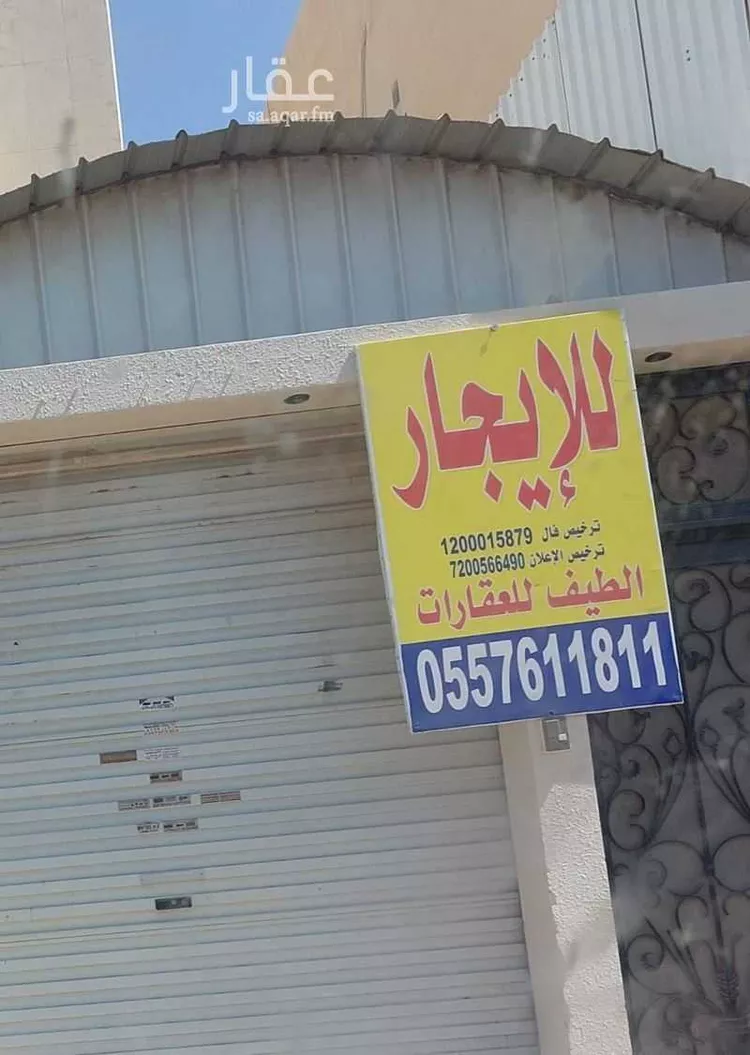 عقار
sa.aqar.fm
للإيجار
ترخيص فال 1200015879
ترخيص الإعلان 7200566490
الطيف للعقارات
0557611811